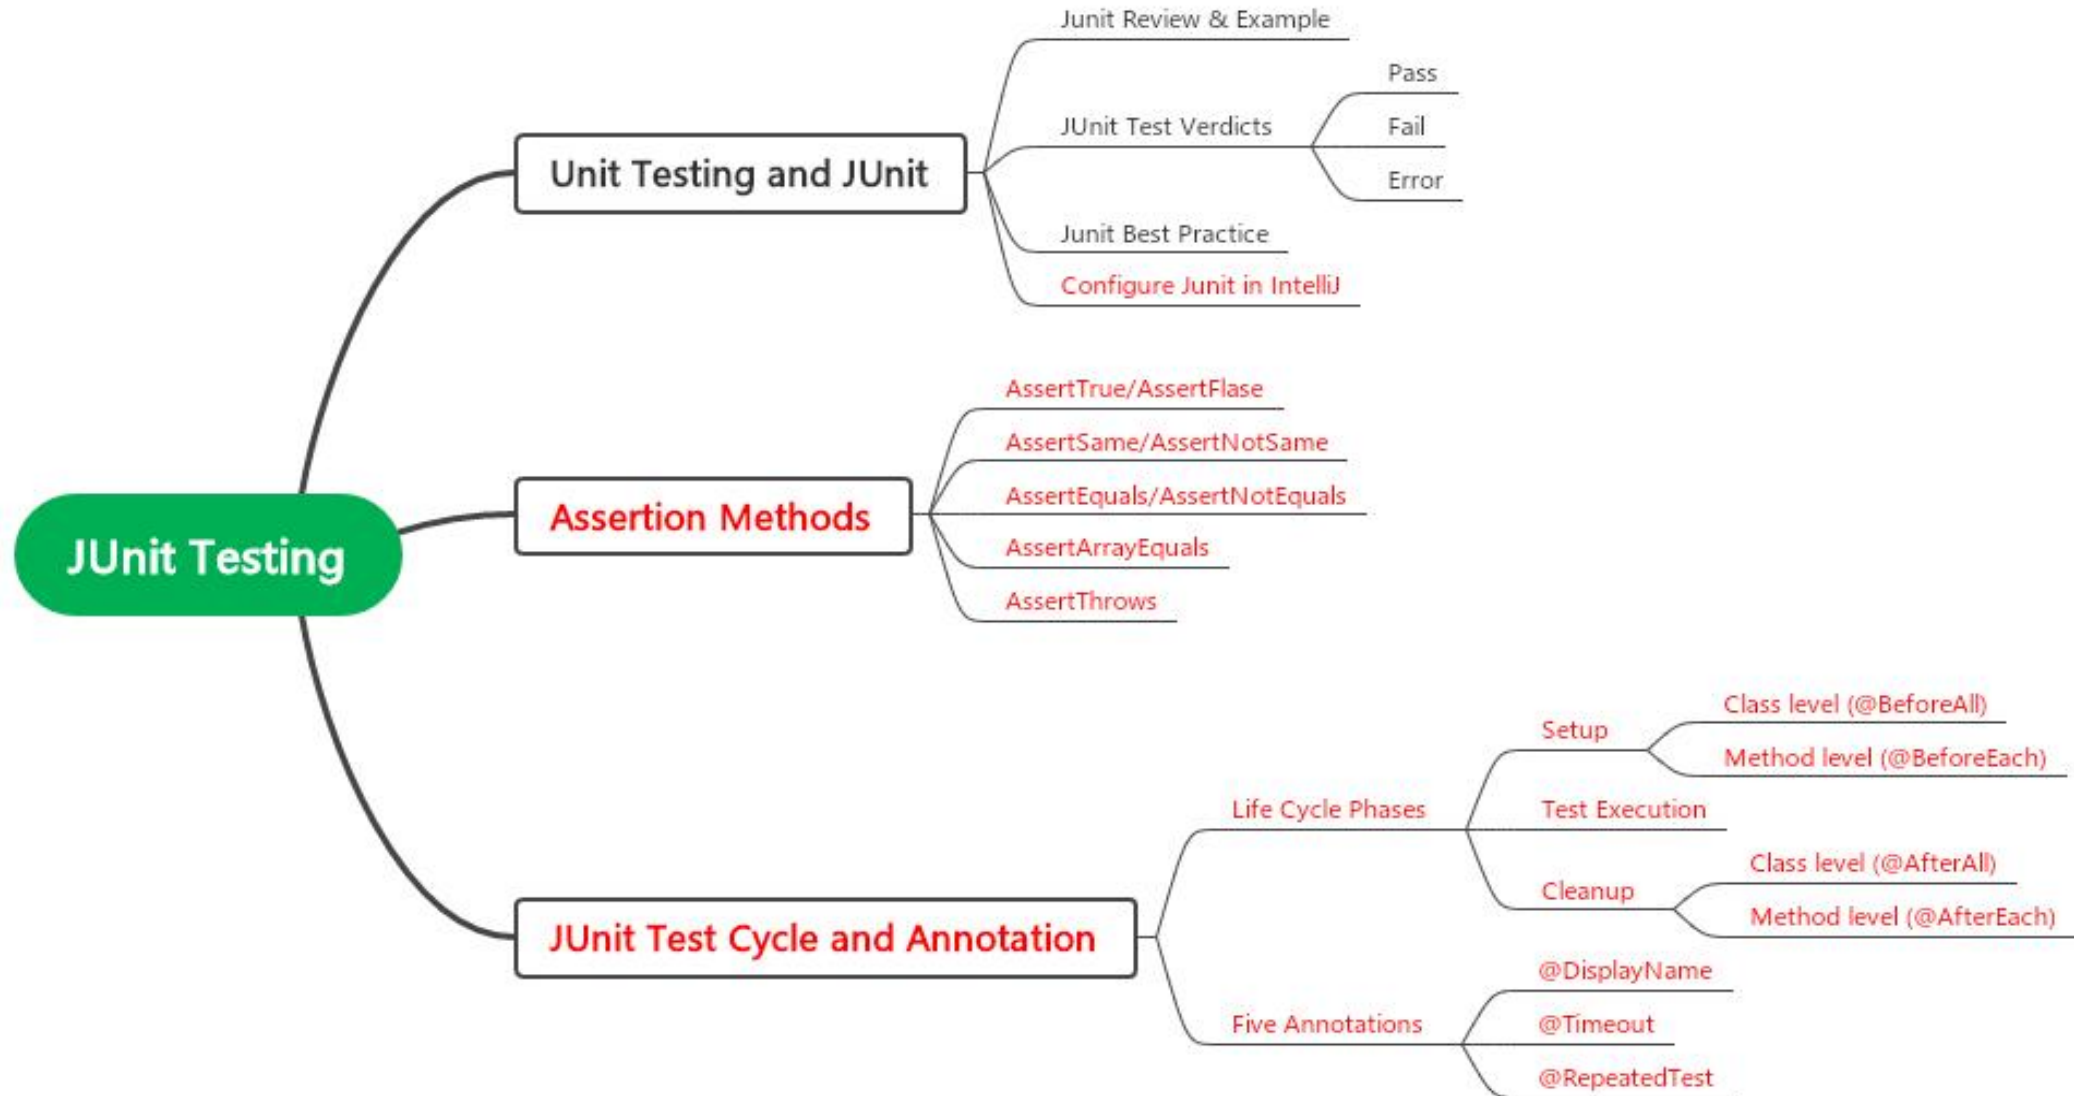 JUnit Testing
Unit Testing and JUnit
Junit Review & Example
JUnit Test Verdicts
Pass
Fail
Error
Junit Best Practice
Configure Junit in IntelliJ
Assertion Methods
AssertTrue/AssertFlase
AssertSame/AssertNotSame
AssertEquals/AssertNotEquals
AssertArrayEquals
AssertThrows
JUnit Test Cycle and Annotation
Life Cycle Phases
Setup
Class level (@BeforeAll)
Method level (@BeforeEach)
Test Execution
Cleanup
Class level (@AfterAll)
Method level (@AfterEach)
Five Annotations
@DisplayName
@Timeout
@RepeatedTest